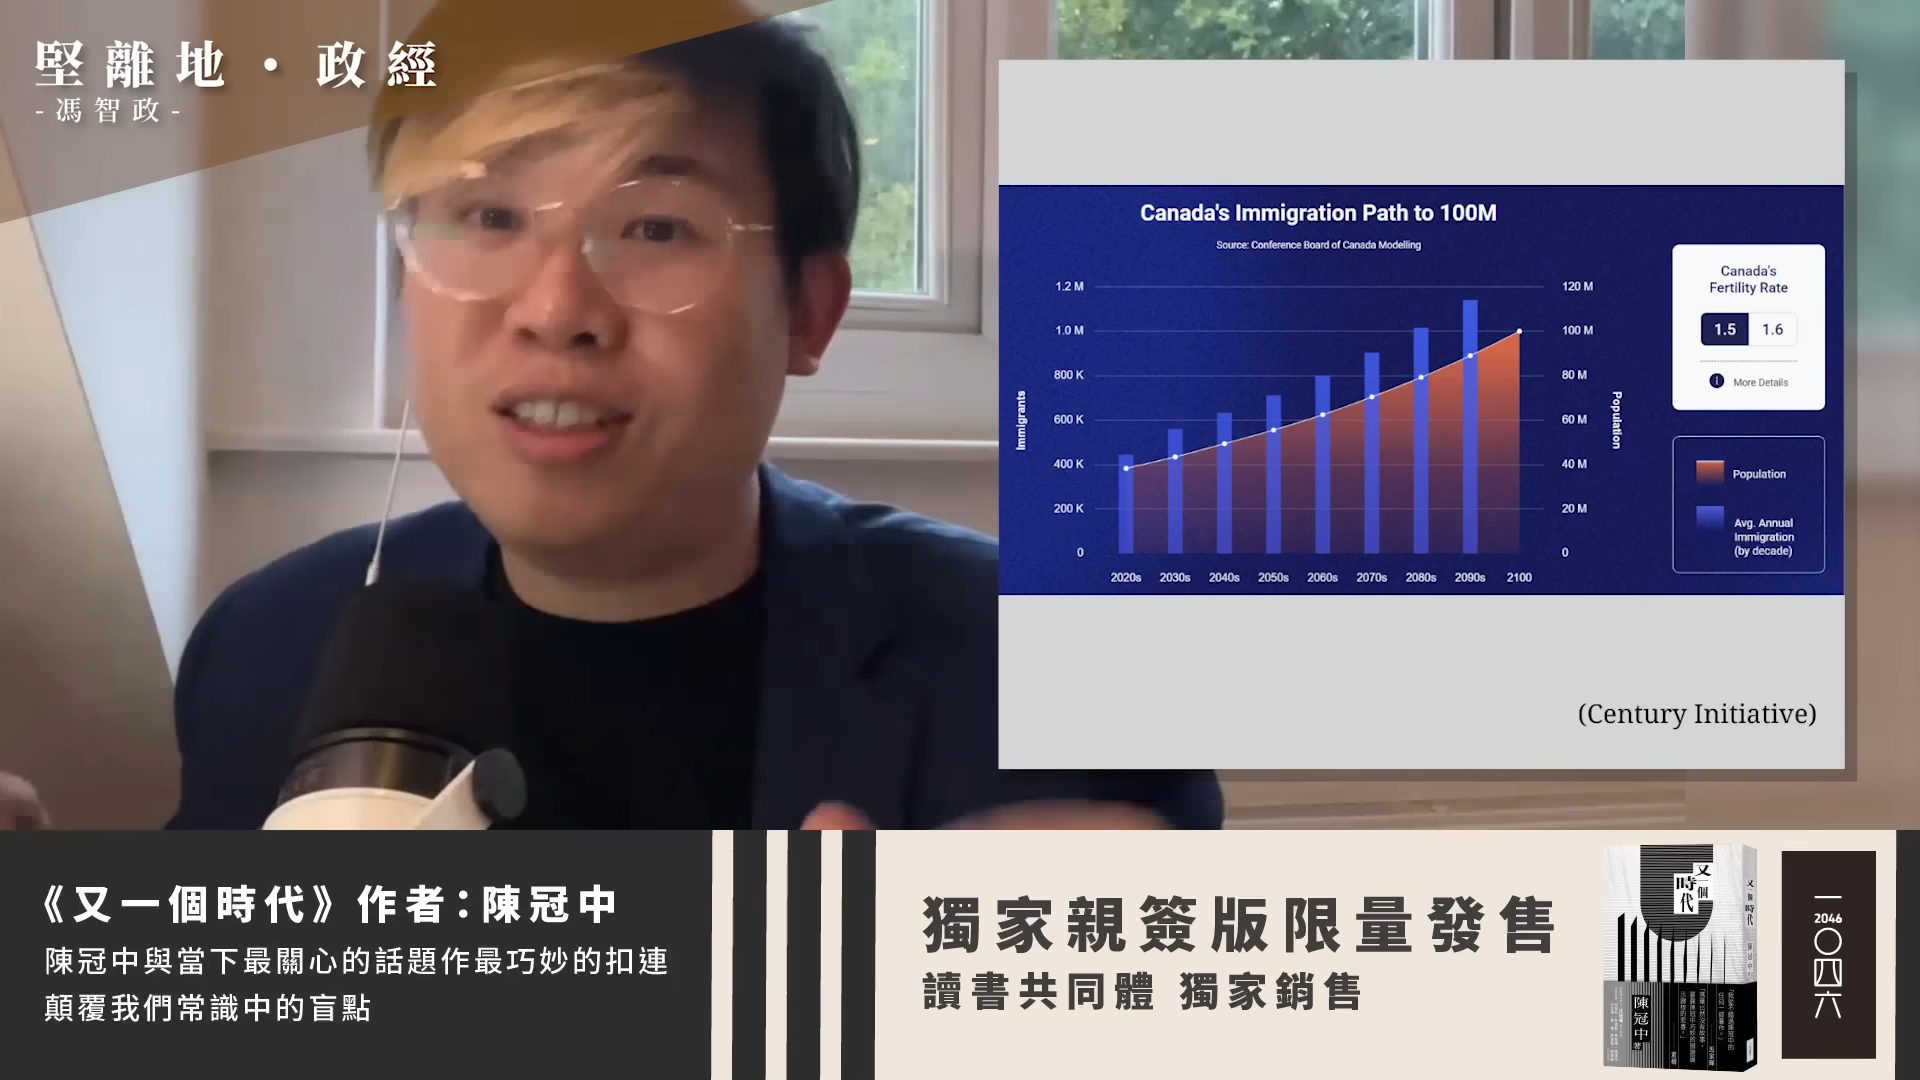 堅離地・政經
-馮智政-
Canada's Immigration Path to 100M
Source: Conference Board of Canada Modelling
1.2 M
1.0 M
800 K
600 K
400 K
200 K
0
Immigrants
120 M
100 M
80 M
60 M
40 M
20 M
0
Population
2020s 2030s 2040s 2050s 2060s 2070s 2080s 2090s 2100
Canada's
Fertility Rate
1.5 1.6
More Details
Population
Avg. Annual
Immigration
(by decade)
(Century Initiative)
《又一個時代》作者：陳冠中
陳冠中與當下最關心的話題作最巧妙的扣連
顛覆我們常識中的盲點
獨家親簽版限量發售
讀書共同體 獨家銷售
又一個
時代
陳冠中 著
又一個時代
一
2046
〇
四
六